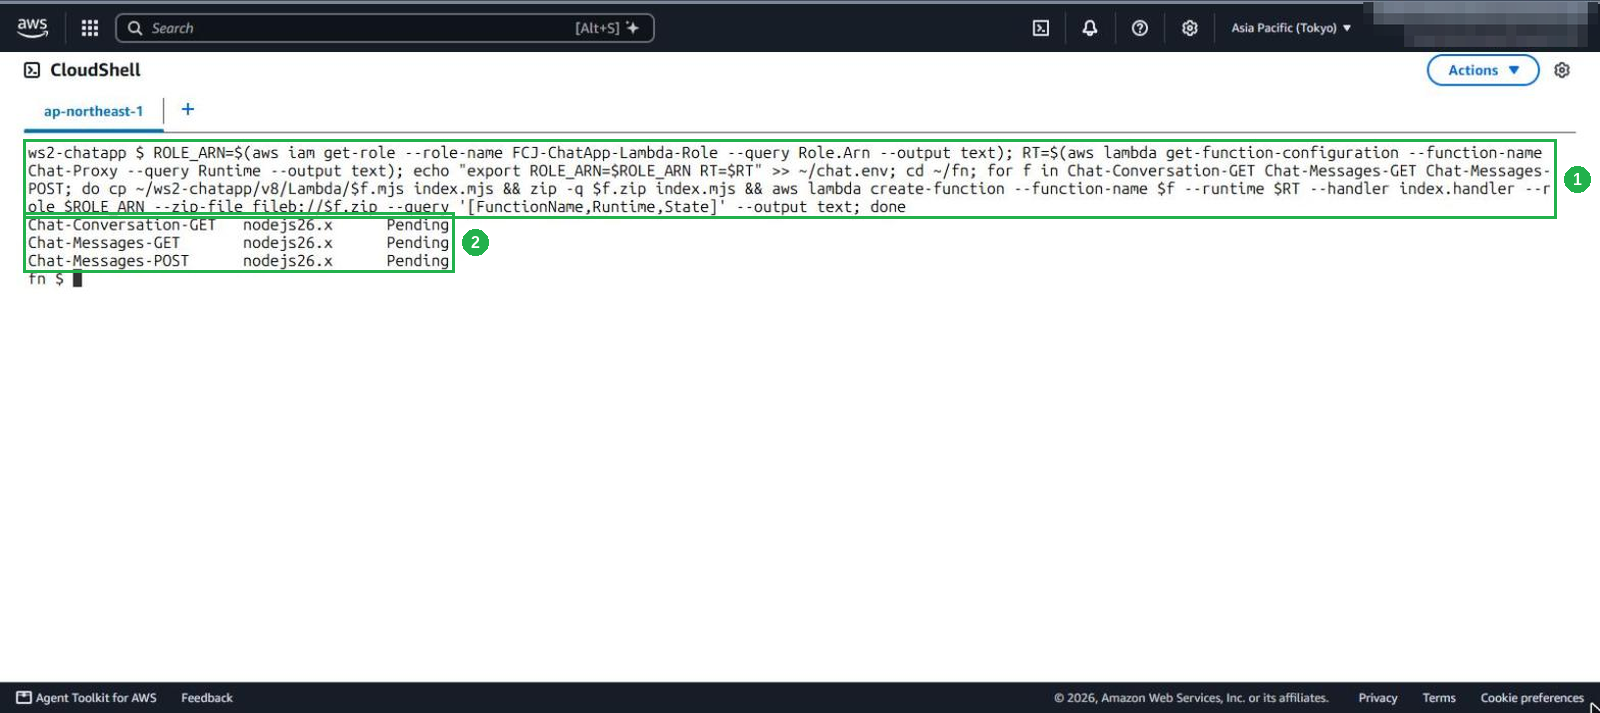 aws
Search [Alt+S]
Asia Pacific (Tokyo)
CloudShell
Actions
ap-northeast-1 +
ws2-chatapp $ ROLE_ARN=$(aws iam get-role --role-name FCJ-ChatApp-Lambda-Role --query Role.Arn --output text); RT=$(aws lambda get-function-configuration --function-name
Chat-Proxy --query Runtime --output text); echo "export ROLE_ARN=$ROLE_ARN RT=$RT" >> ~/chat.env; cd ~/fn; for f in Chat-Conversation-GET Chat-Messages-GET Chat-Messages-
POST; do cp ~/ws2-chatapp/v8/Lambda/$f.mjs index.mjs && zip -q $f.zip index.mjs && aws lambda create-function --function-name $f --runtime $RT --handler index.handler --r
ole $ROLE_ARN --zip-file fileb://$f.zip --query '[FunctionName,Runtime,State]' --output text; done
1
Chat-Conversation-GET nodejs26.x Pending
Chat-Messages-GET nodejs26.x Pending
2
Chat-Messages-POST nodejs26.x Pending
fn $
Agent Toolkit for AWS Feedback © 2026, Amazon Web Services, Inc. or its affiliates. Privacy Terms Cookie preferences